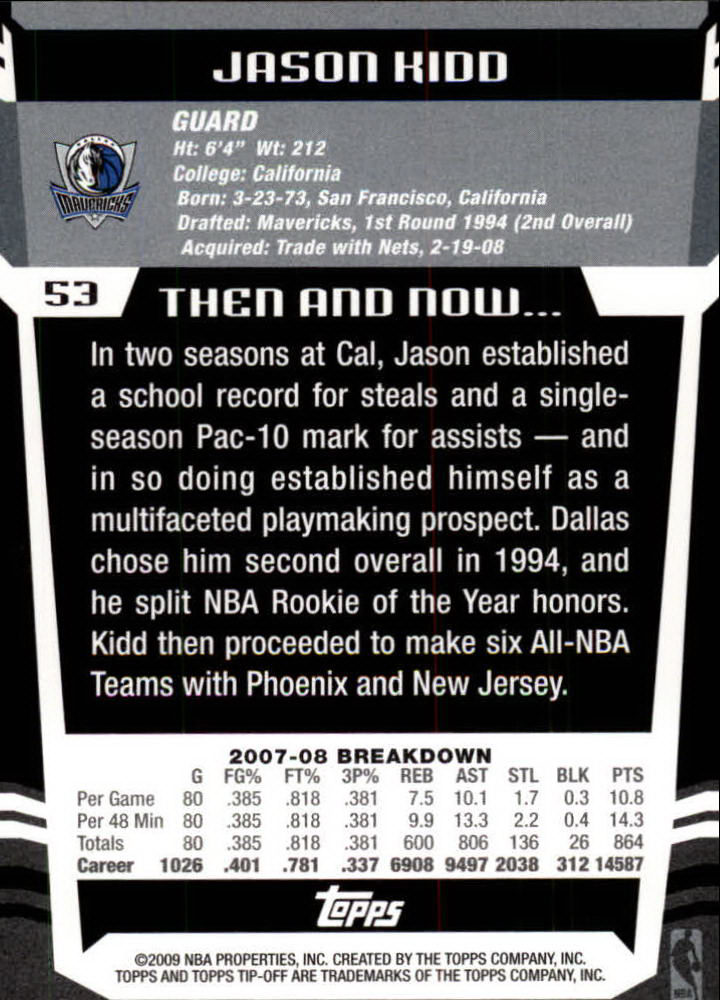 JASON KIDD
GUARD
Ht: 6'4" Wt: 212
College: California
Born: 3-23-73, San Francisco, California
Drafted: Mavericks, 1st Round 1994 (2nd Overall)
Acquired: Trade with Nets, 2-19-08
MAVERICKS
53
THEN AND NOW...
In two seasons at Cal, Jason established
a school record for steals and a single-
season Pac-10 mark for assists — and
in so doing established himself as a
multifaceted playmaking prospect. Dallas
chose him second overall in 1994, and
he split NBA Rookie of the Year honors.
Kidd then proceeded to make six All-NBA
Teams with Phoenix and New Jersey.
2007-08 BREAKDOWN
G FG% FT% 3P% REB AST STL BLK PTS
Per Game 80 .385 .818 .381 7.5 10.1 1.7 0.3 10.8
Per 48 Min 80 .385 .818 .381 9.9 13.3 2.2 0.4 14.3
Totals 80 .385 .818 .381 600 806 136 26 864
Career 1026 .401 .781 .337 6908 9497 2038 312 14587
topps
©2009 NBA PROPERTIES, INC. CREATED BY THE TOPPS COMPANY, INC.
TOPPS AND TOPPS TIP-OFF ARE TRADEMARKS OF THE TOPPS COMPANY, INC.
NBA